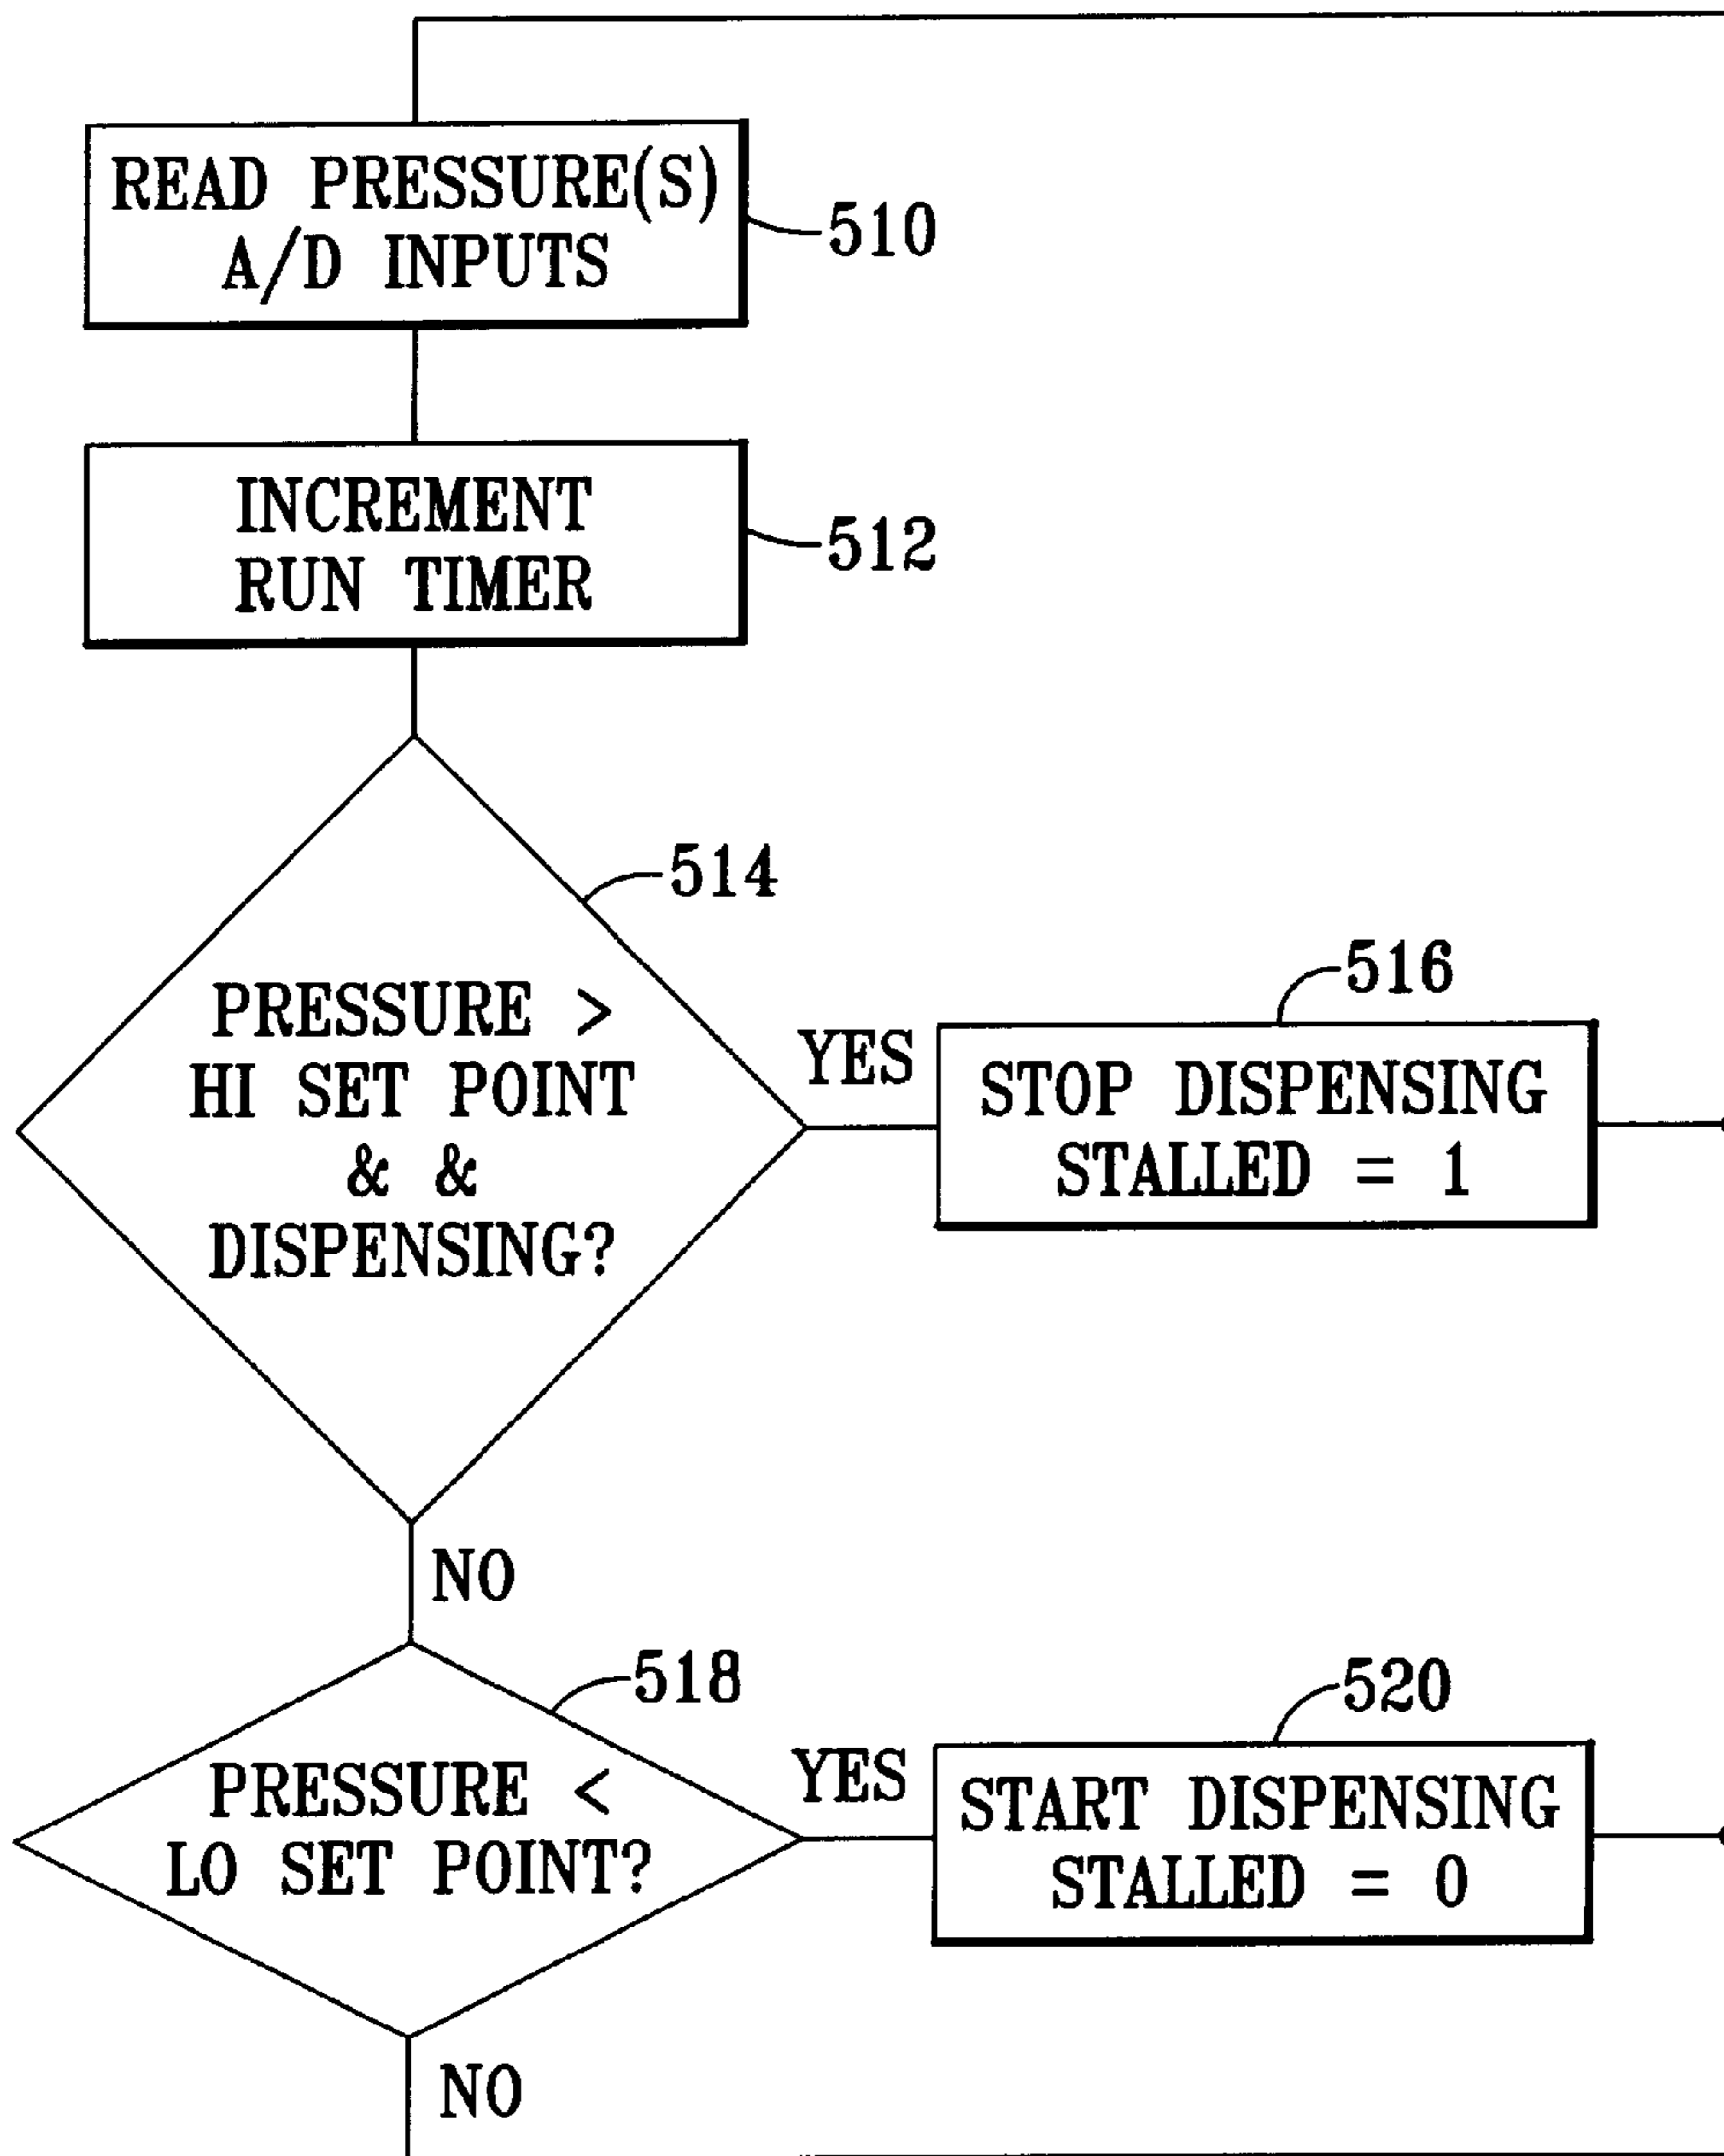 READ PRESSURE(S)
A/D INPUTS
510
INCREMENT
RUN TIMER
512
514
PRESSURE >
HI SET POINT
& &
DISPENSING?
YES
516
STOP DISPENSING
STALLED = 1
NO
518
PRESSURE <
LO SET POINT?
YES
520
START DISPENSING
STALLED = 0
NO